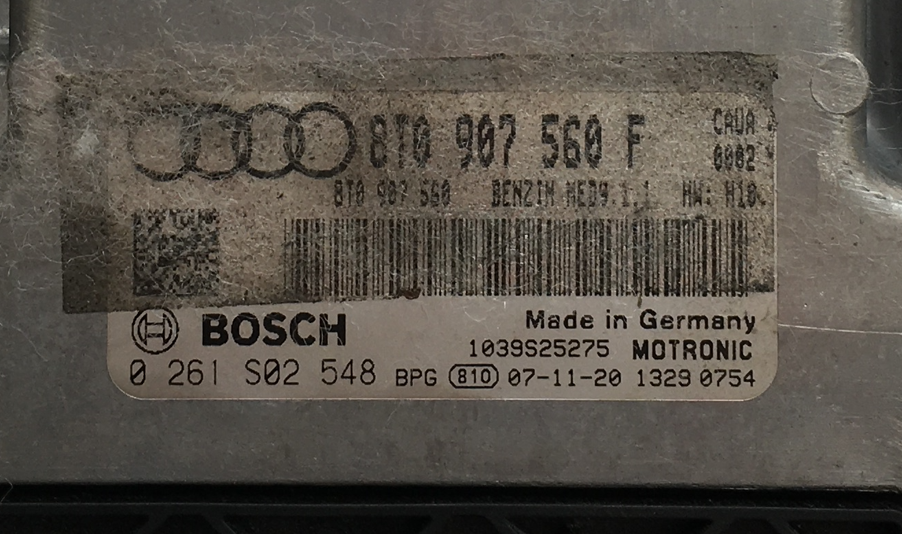 8T0 907 560 F
CAUA
0002
8T0 907 560 BENZIN MED9.1.1 HW: H10
BOSCH
Made in Germany
1039S25275 MOTRONIC
0 261 S02 548 BPG 810 07-11-20 1329 0754